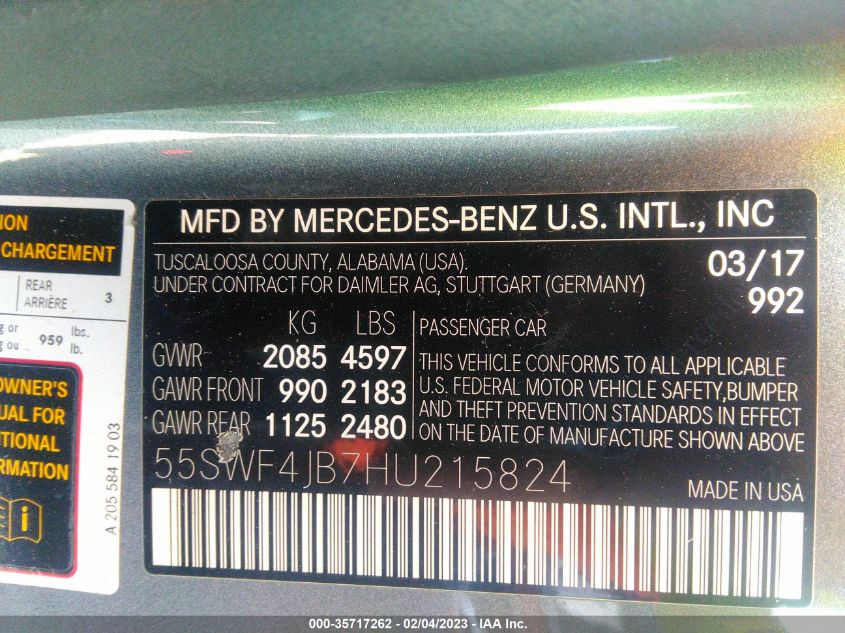 ION
CHARGEMENT
REAR
ARRIÈRE 3
g or
g ou 959 lbs.
lb.
OWNER'S
UAL FOR
ITIONAL
ORMATION
i
A 205 584 19 03
MFD BY MERCEDES-BENZ U.S. INTL., INC
TUSCALOOSA COUNTY, ALABAMA (USA). 03/17
UNDER CONTRACT FOR DAIMLER AG, STUTTGART (GERMANY) 992
KG LBS
GVWR 2085 4597
GAWR FRONT 990 2183
GAWR REAR 1125 2480
PASSENGER CAR
THIS VEHICLE CONFORMS TO ALL APPLICABLE
U.S. FEDERAL MOTOR VEHICLE SAFETY,BUMPER
AND THEFT PREVENTION STANDARDS IN EFFECT
ON THE DATE OF MANUFACTURE SHOWN ABOVE
55SWF4JB7HU215824
MADE IN USA
000-35717262 - 02/04/2023 - IAA Inc.